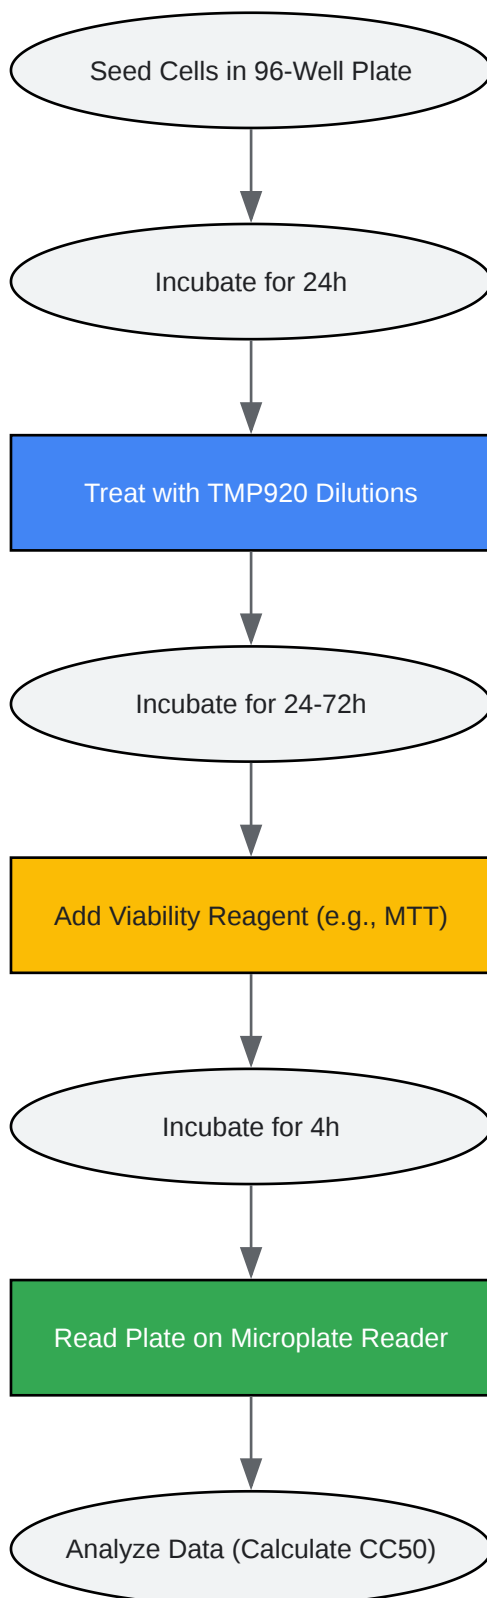 Seed Cells in 96-Well Plate
Incubate for 24h
Treat with TMP920 Dilutions
Incubate for 24-72h
Add Viability Reagent (e.g., MTT)
Incubate for 4h
Read Plate on Microplate Reader
Analyze Data (Calculate CC50)